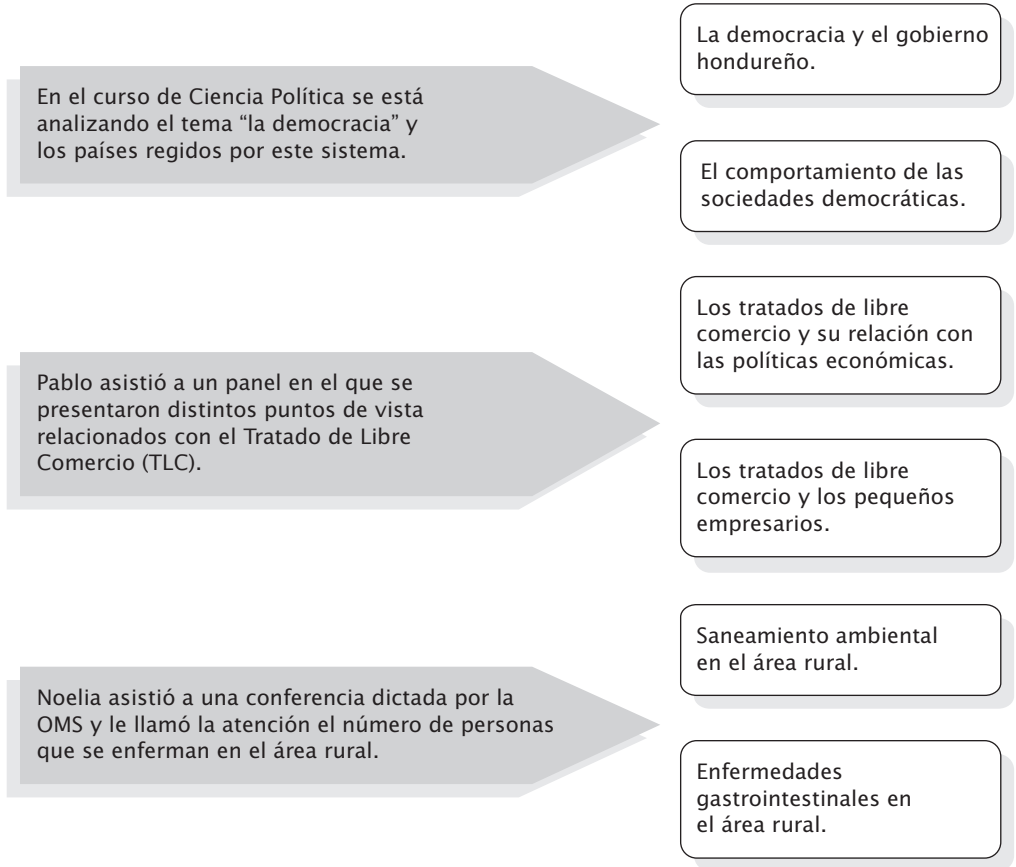 En el curso de Ciencia Política se está
analizando el tema “la democracia” y
los países regidos por este sistema.
La democracia y el gobierno
hondureño.
El comportamiento de las
sociedades democráticas.
Pablo asistió a un panel en el que se
presentaron distintos puntos de vista
relacionados con el Tratado de Libre
Comercio (TLC).
Los tratados de libre
comercio y su relación con
las políticas económicas.
Los tratados de libre
comercio y los pequeños
empresarios.
Noelia asistió a una conferencia dictada por la
OMS y le llamó la atención el número de personas
que se enferman en el área rural.
Saneamiento ambiental
en el área rural.
Enfermedades
gastrointestinales en
el área rural.